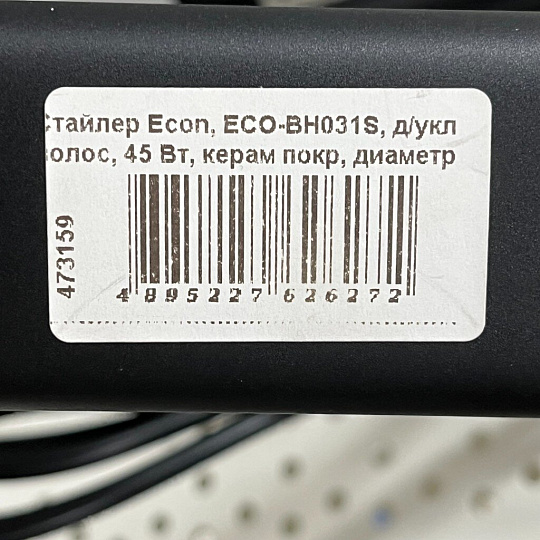 Стайлер Econ, ECO-BH031S, д/укл
волос, 45 Вт, керам покр, диаметр
473159
4 895227 626272